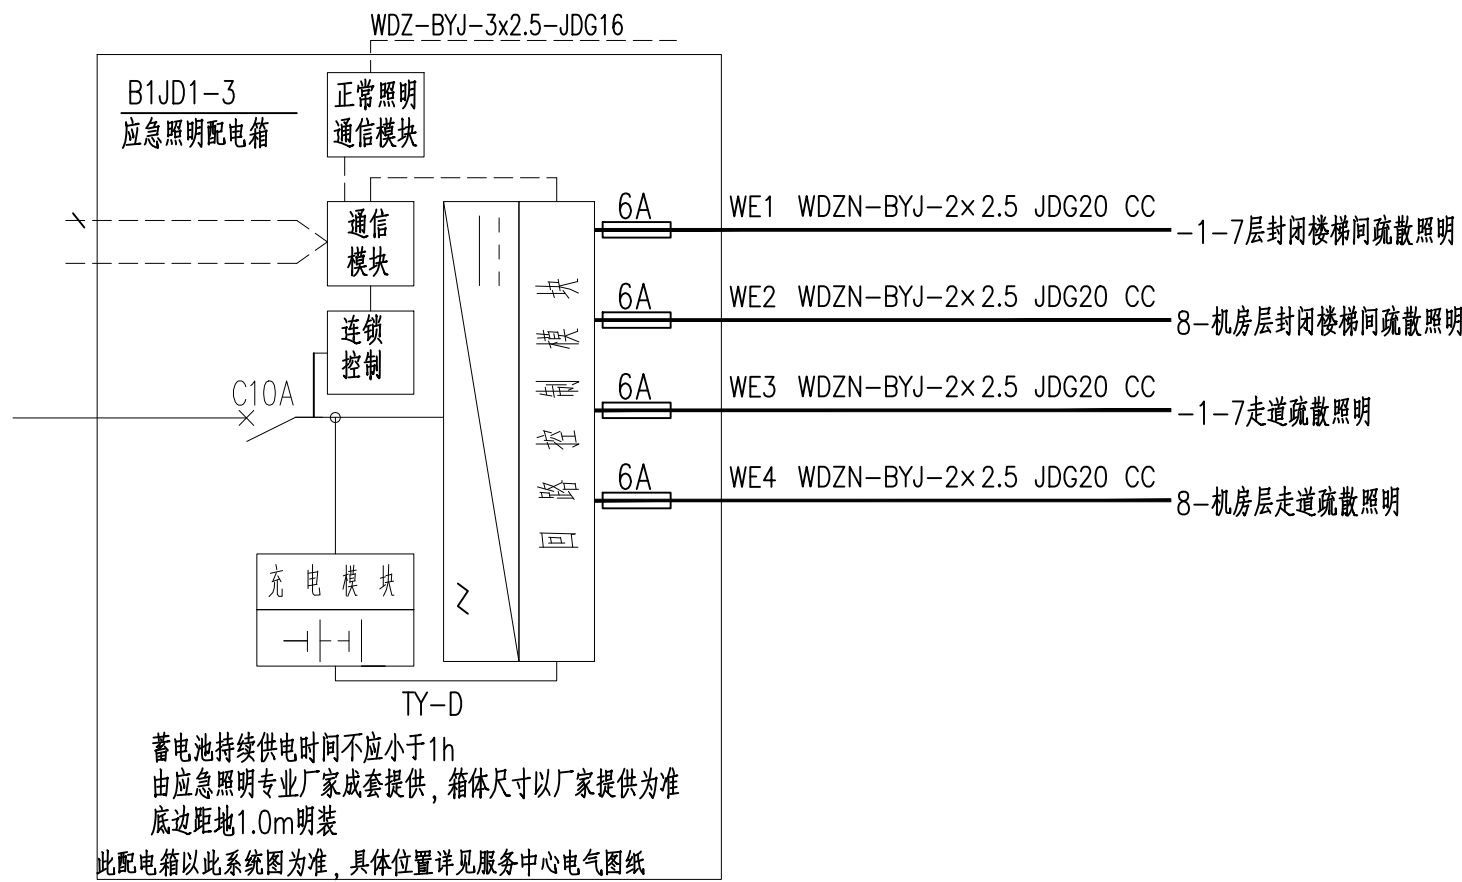 WDZ-BYJ-3x2.5-JDG16
B1JD1-3
应急照明配电箱
正常照明
通信模块
通信
模块
连锁
控制
C10A
回路控制模块
6A WE1 WDZN-BYJ-2×2.5 JDG20 CC
-1-7层封闭楼梯间疏散照明
6A WE2 WDZN-BYJ-2×2.5 JDG20 CC
8-机房层封闭楼梯间疏散照明
6A WE3 WDZN-BYJ-2×2.5 JDG20 CC
-1-7走道疏散照明
6A WE4 WDZN-BYJ-2×2.5 JDG20 CC
8-机房层走道疏散照明
充电模块
TY-D
蓄电池持续供电时间不应小于1h
由应急照明专业厂家成套提供，箱体尺寸以厂家提供为准
底边距地1.0m明装
此配电箱以此系统图为准，具体位置详见服务中心电气图纸